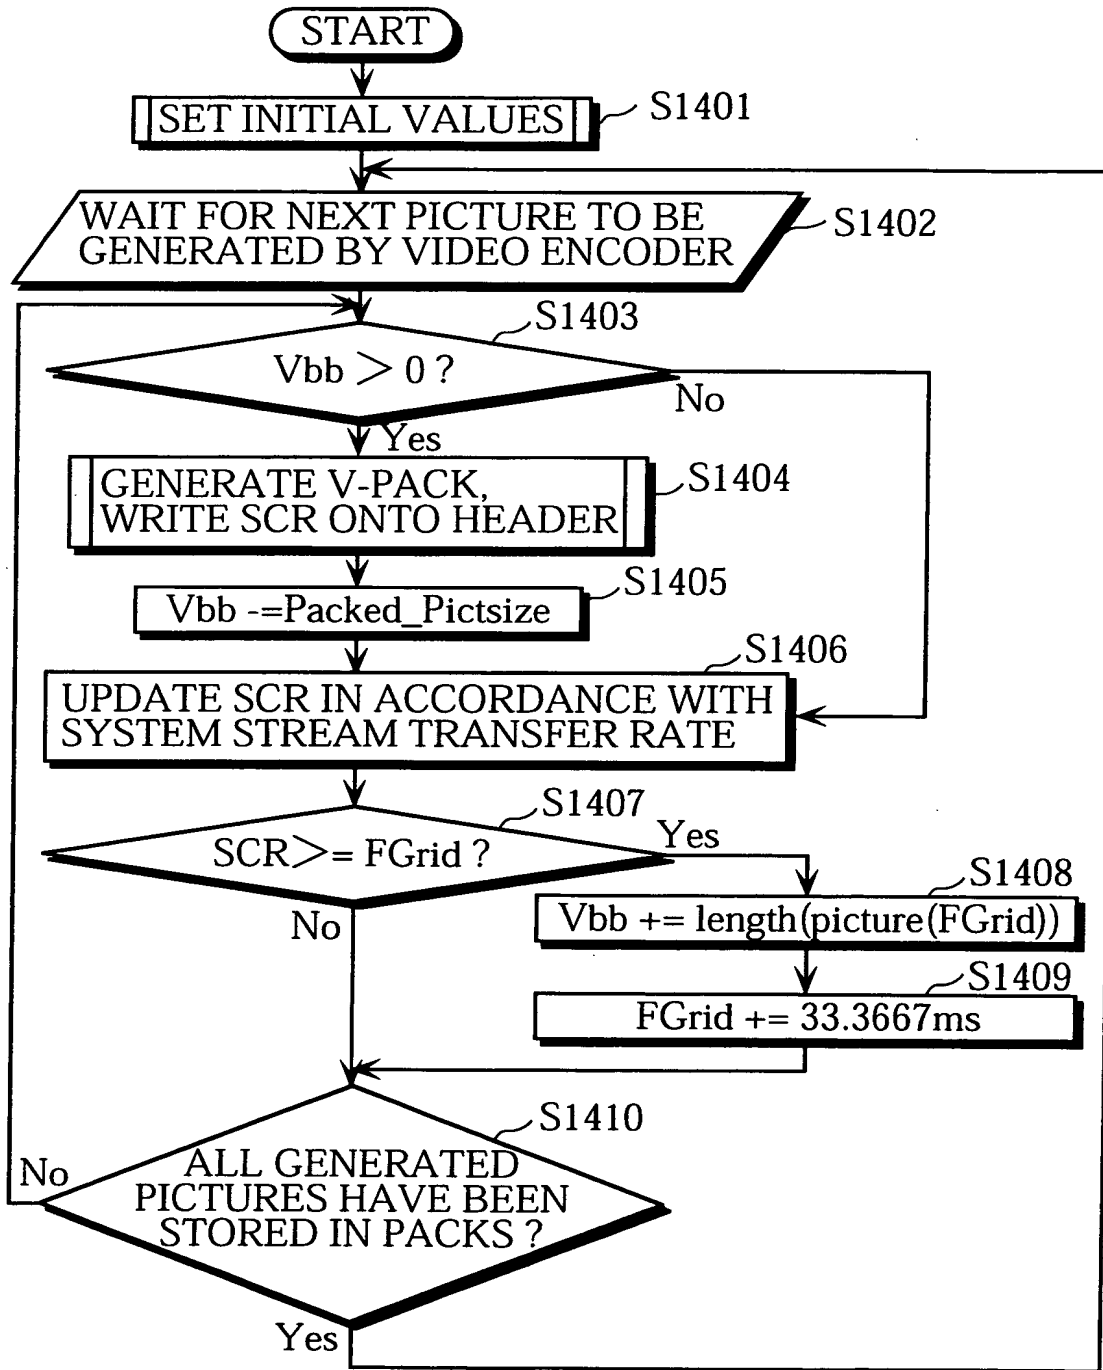 START
SET INITIAL VALUES
S1401
WAIT FOR NEXT PICTURE TO BE
GENERATED BY VIDEO ENCODER
S1402
S1403
Vbb > 0 ?
No
Yes
GENERATE V-PACK,
WRITE SCR ONTO HEADER
S1404
S1405
Vbb -=Packed_Pictsize
S1406
UPDATE SCR IN ACCORDANCE WITH
SYSTEM STREAM TRANSFER RATE
S1407
SCR>= FGrid ?
Yes
No
S1408
Vbb += length(picture(FGrid))
S1409
FGrid += 33.3667ms
S1410
ALL GENERATED
PICTURES HAVE BEEN
STORED IN PACKS ?
No
Yes